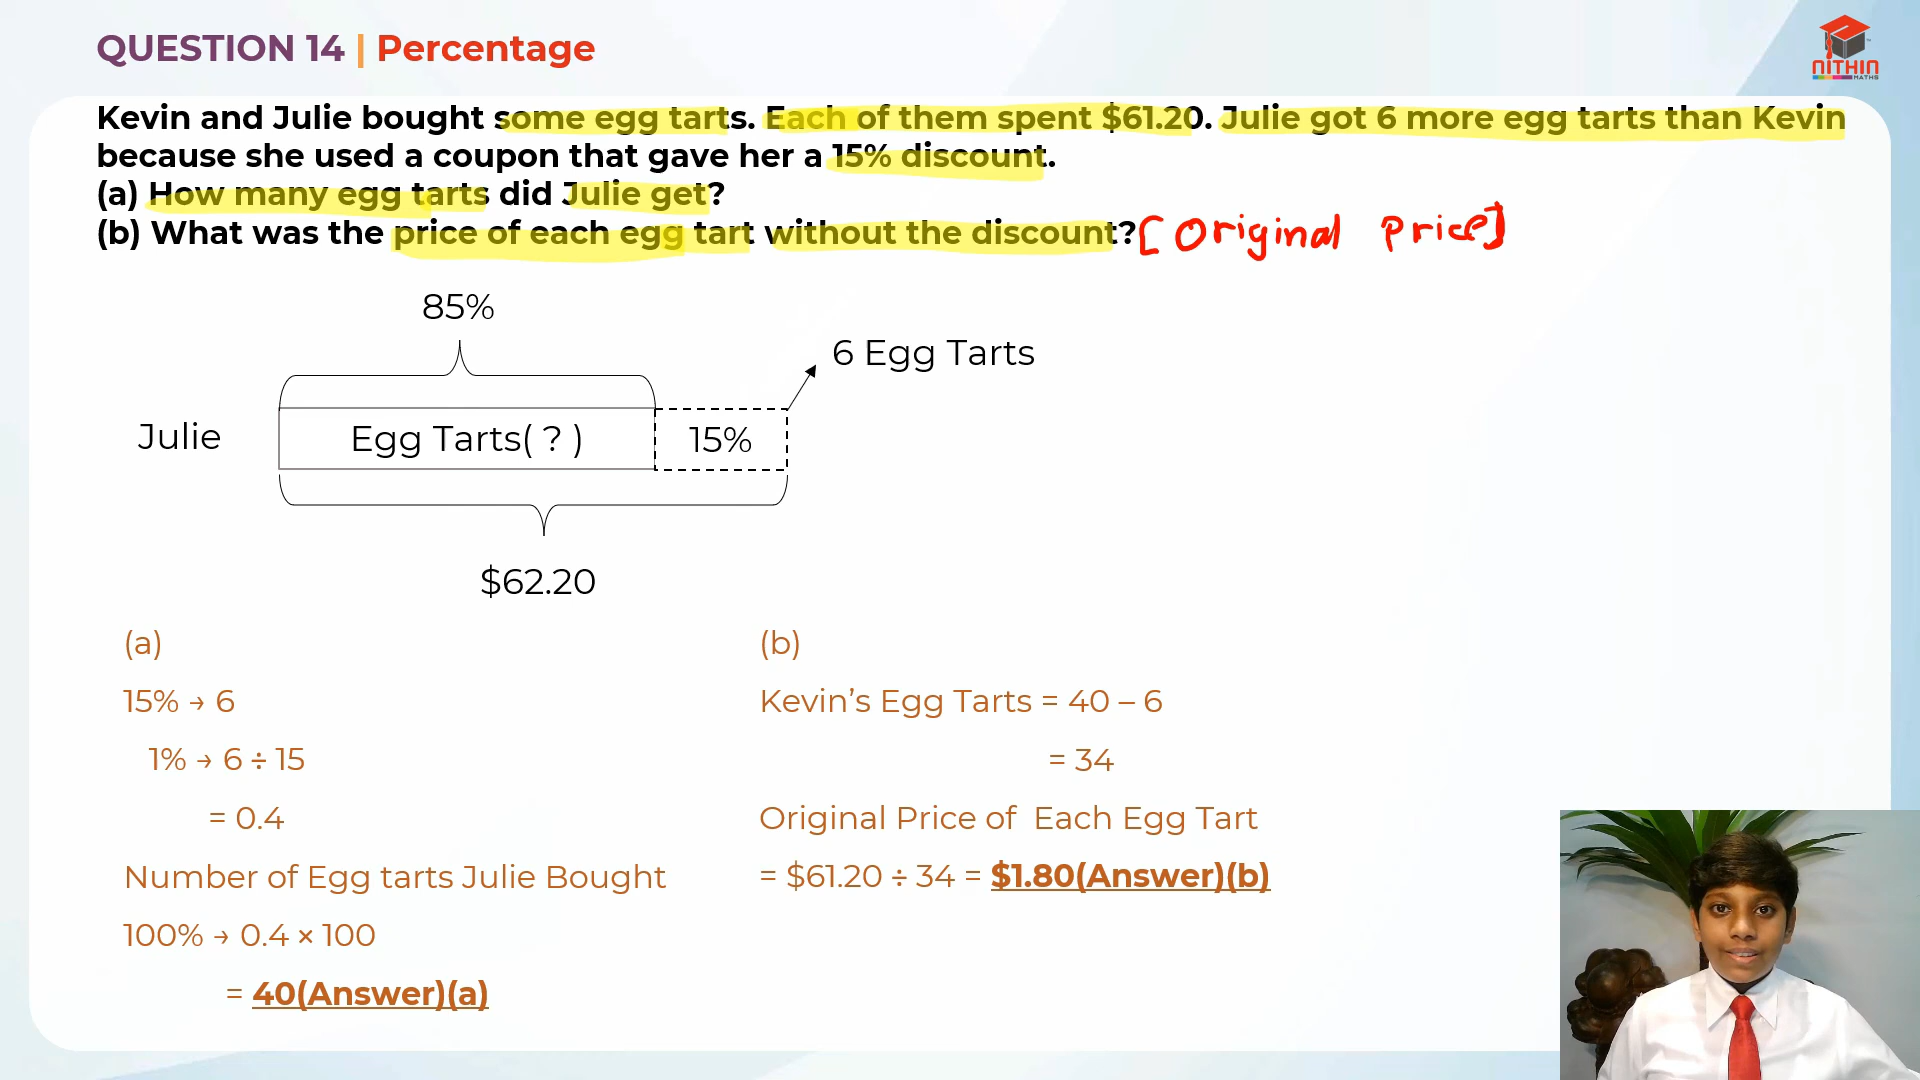 QUESTION 14 | Percentage
NITHIN
MATHS
Kevin and Julie bought some egg tarts. Each of them spent $61.20. Julie got 6 more egg tarts than Kevin
because she used a coupon that gave her a 15% discount.
(a) How many egg tarts did Julie get?
(b) What was the price of each egg tart without the discount? [Original Price]
85%
6 Egg Tarts
Julie
Egg Tarts( ? )
15%
$62.20
(a)
15% → 6
1% → 6 ÷ 15
= 0.4
Number of Egg tarts Julie Bought
100% → 0.4 × 100
= 40(Answer)(a)
(b)
Kevin’s Egg Tarts = 40 – 6
= 34
Original Price of Each Egg Tart
= $61.20 ÷ 34 = $1.80(Answer)(b)